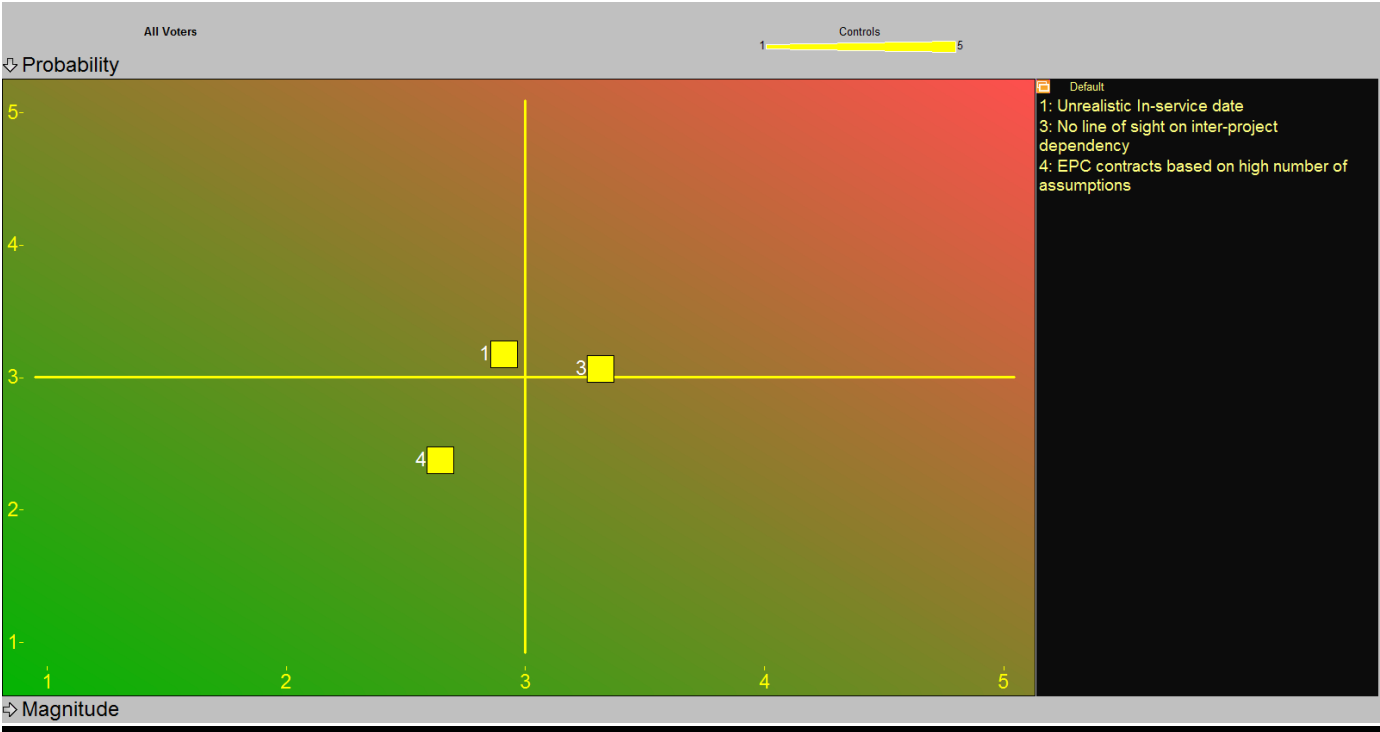 All Voters
Controls
1 5
Probability
Default
1: Unrealistic In-service date
3: No line of sight on inter-project
dependency
4: EPC contracts based on high number of
assumptions
5-
4-
1
3
3-
4
2-
1-
1 2 3 4 5
Magnitude